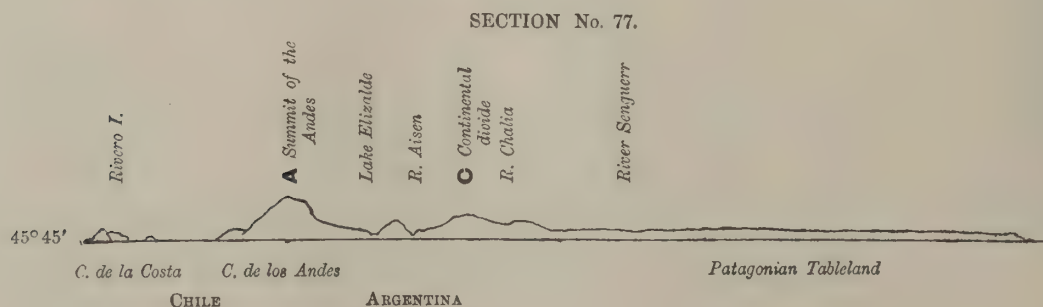 SECTION No. 77.
Rivero I.
A Summit of the
Andes
Lake Elizalde
R. Aisen
C Continental
divide
R. Chalia
River Senguerr
45° 45'
C. de la Costa
C. de los Andes
Patagonian Tableland
CHILE
ARGENTINA